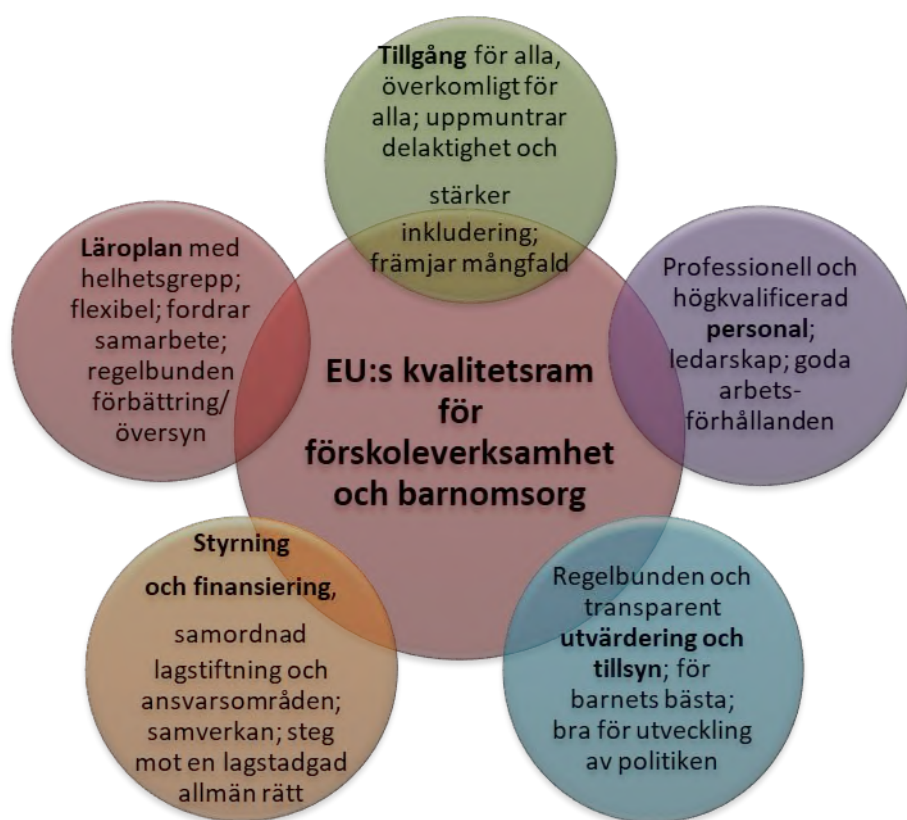 Tillgång för alla,
överkomligt för
alla; uppmuntrar
delaktighet och
stärker
inkludering;
främjar mångfald
Läroplan med
helhetsgrepp;
flexibel; fordrar
samarbete;
regelbunden
förbättring/
översyn
Professionell och
högkvalificerad
personal;
ledarskap; goda
arbets-
förhållanden
EU:s kvalitetsram
för
förskoleverksamhet
och barnomsorg
Styrning
och finansiering,
samordnad
lagstiftning och
ansvarsområden;
samverkan; steg
mot en lagstadgad
allmän rätt
Regelbunden och
transparent
utvärdering och
tillsyn; för
barnets bästa;
bra för utveckling
av politiken